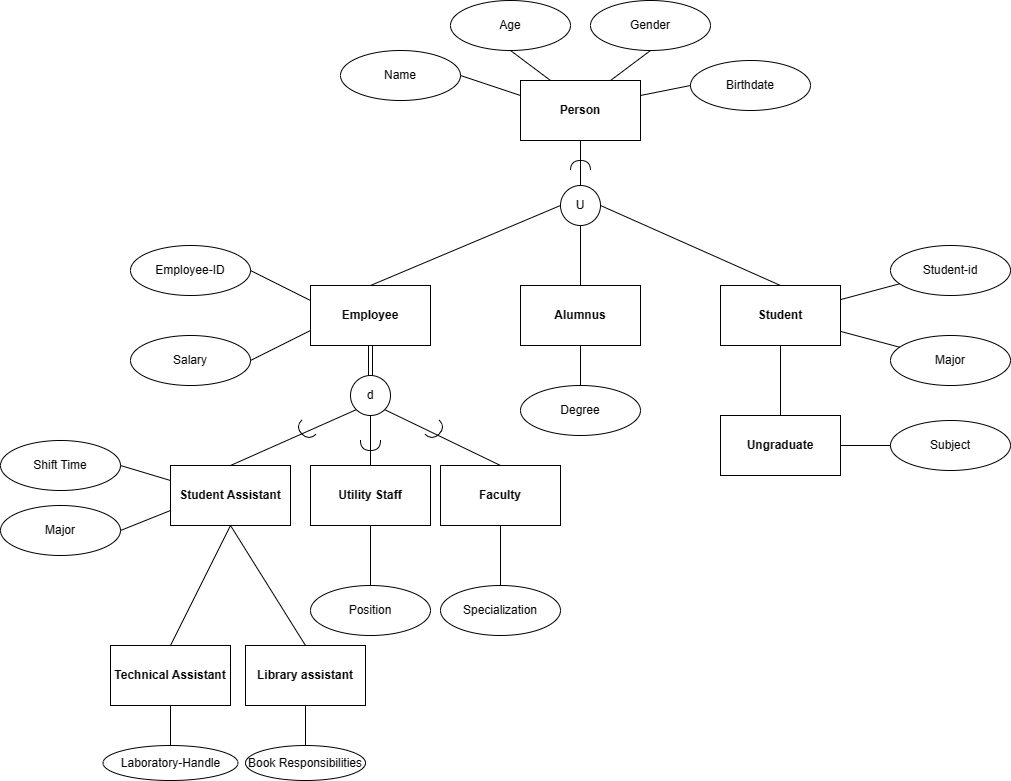 Age
Gender
Name
Birthdate
Person
U
Employee-ID
Student-id
Employee
Alumnus
Student
Salary
Major
d
Degree
Ungraduate
Subject
Shift Time
Student Assistant
Utility Staff
Faculty
Major
Position
Specialization
Technical Assistant
Library assistant
Laboratory-Handle
Book Responsibilities